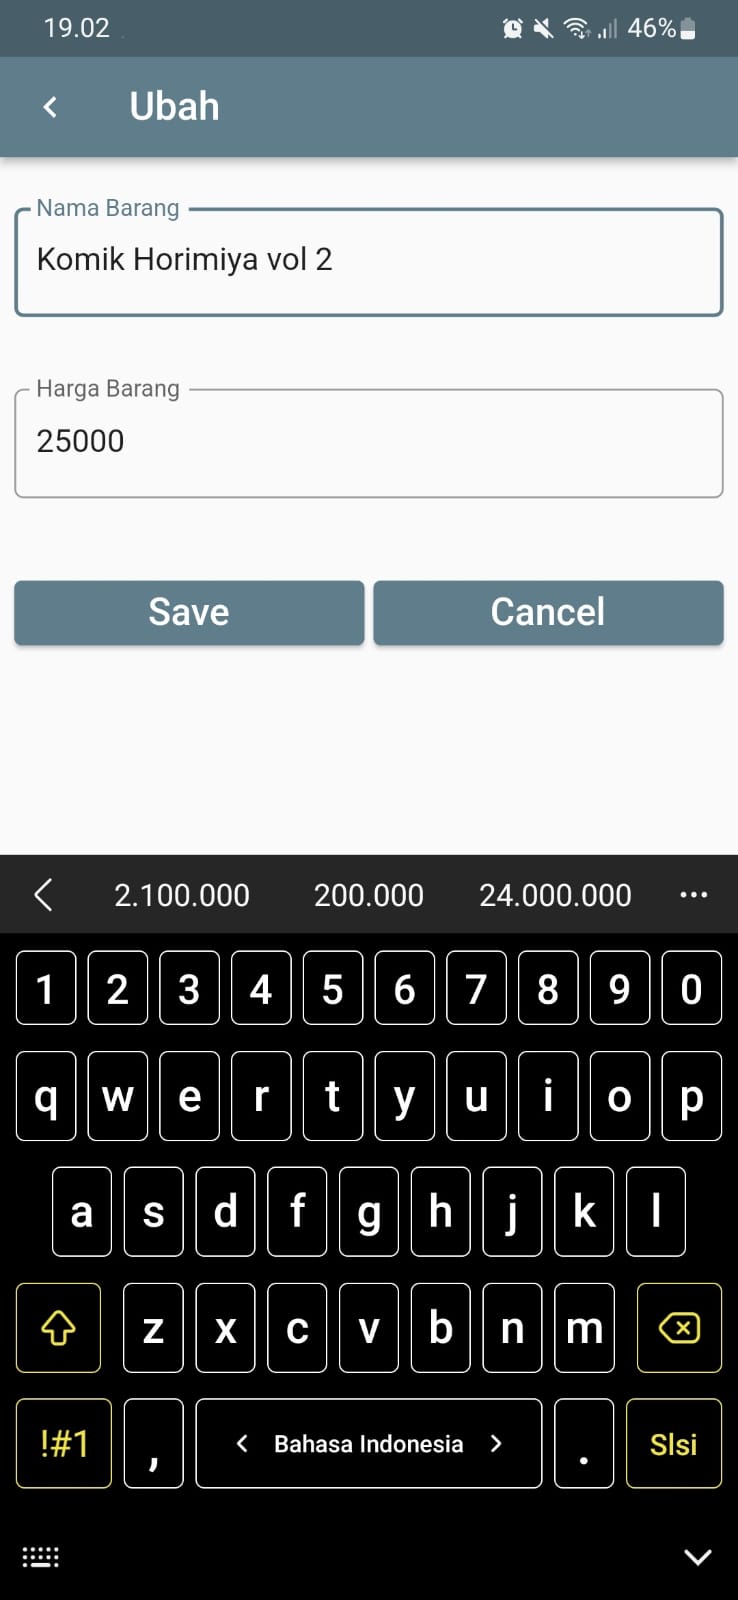 19.02
46%
Ubah
Nama Barang
Komik Horimiya vol 2
Harga Barang
25000
Save Cancel
2.100.000 200.000 24.000.000 ...
1 2 3 4 5 6 7 8 9 0
q w e r t y u i o p
a s d f g h j k l
z x c v b n m
!#1 , < Bahasa Indonesia > . Slsi